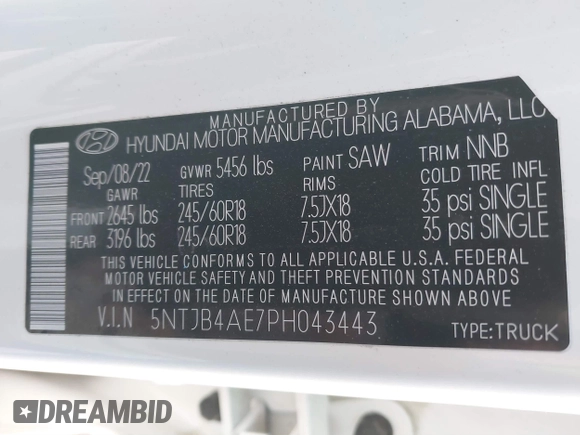 MANUFACTURED BY
HYUNDAI MOTOR MANUFACTURING ALABAMA, LLC
Sep/08/22 GVWR 5456 lbs PAINT SAW TRIM NNB
GAWR TIRES RIMS COLD TIRE INFL
FRONT 2645 lbs 245/60R18 7.5JX18 35 psi SINGLE
REAR 3196 lbs 245/60R18 7.5JX18 35 psi SINGLE
THIS VEHICLE CONFORMS TO ALL APPLICABLE U.S.A. FEDERAL
MOTOR VEHICLE SAFETY AND THEFT PREVENTION STANDARDS
IN EFFECT ON THE DATE OF MANUFACTURE SHOWN ABOVE.
V.I.N 5NTJB4AE7PH043443 TYPE:TRUCK
DREAMBID